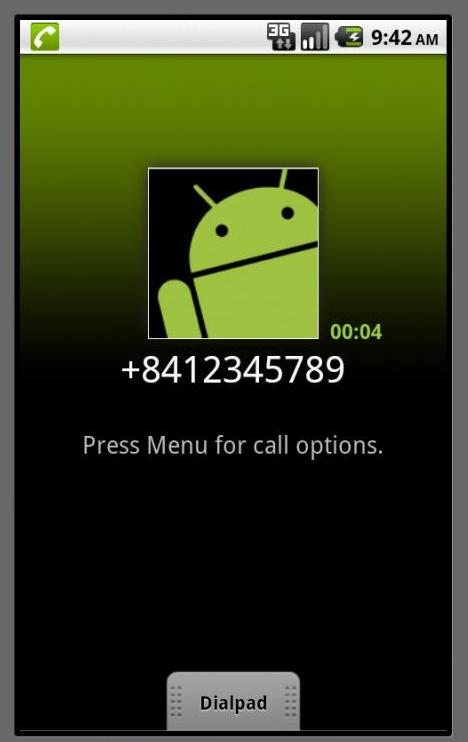 3G 9:42 AM
00:04
+8412345789
Press Menu for call options.
Dialpad